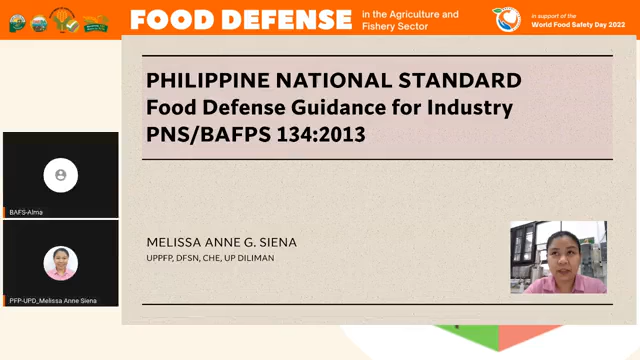 FOOD DEFENSE
in the Agriculture and
Fishery Sector
in support of the
World Food Safety Day 2022
PHILIPPINE NATIONAL STANDARD
Food Defense Guidance for Industry
PNS/BAFPS 134:2013
BAFS-Alma
MELISSA ANNE G. SIENA
UPPFP, DFSN, CHE, UP DILIMAN
PFP-UPD_Melissa Anne Siena